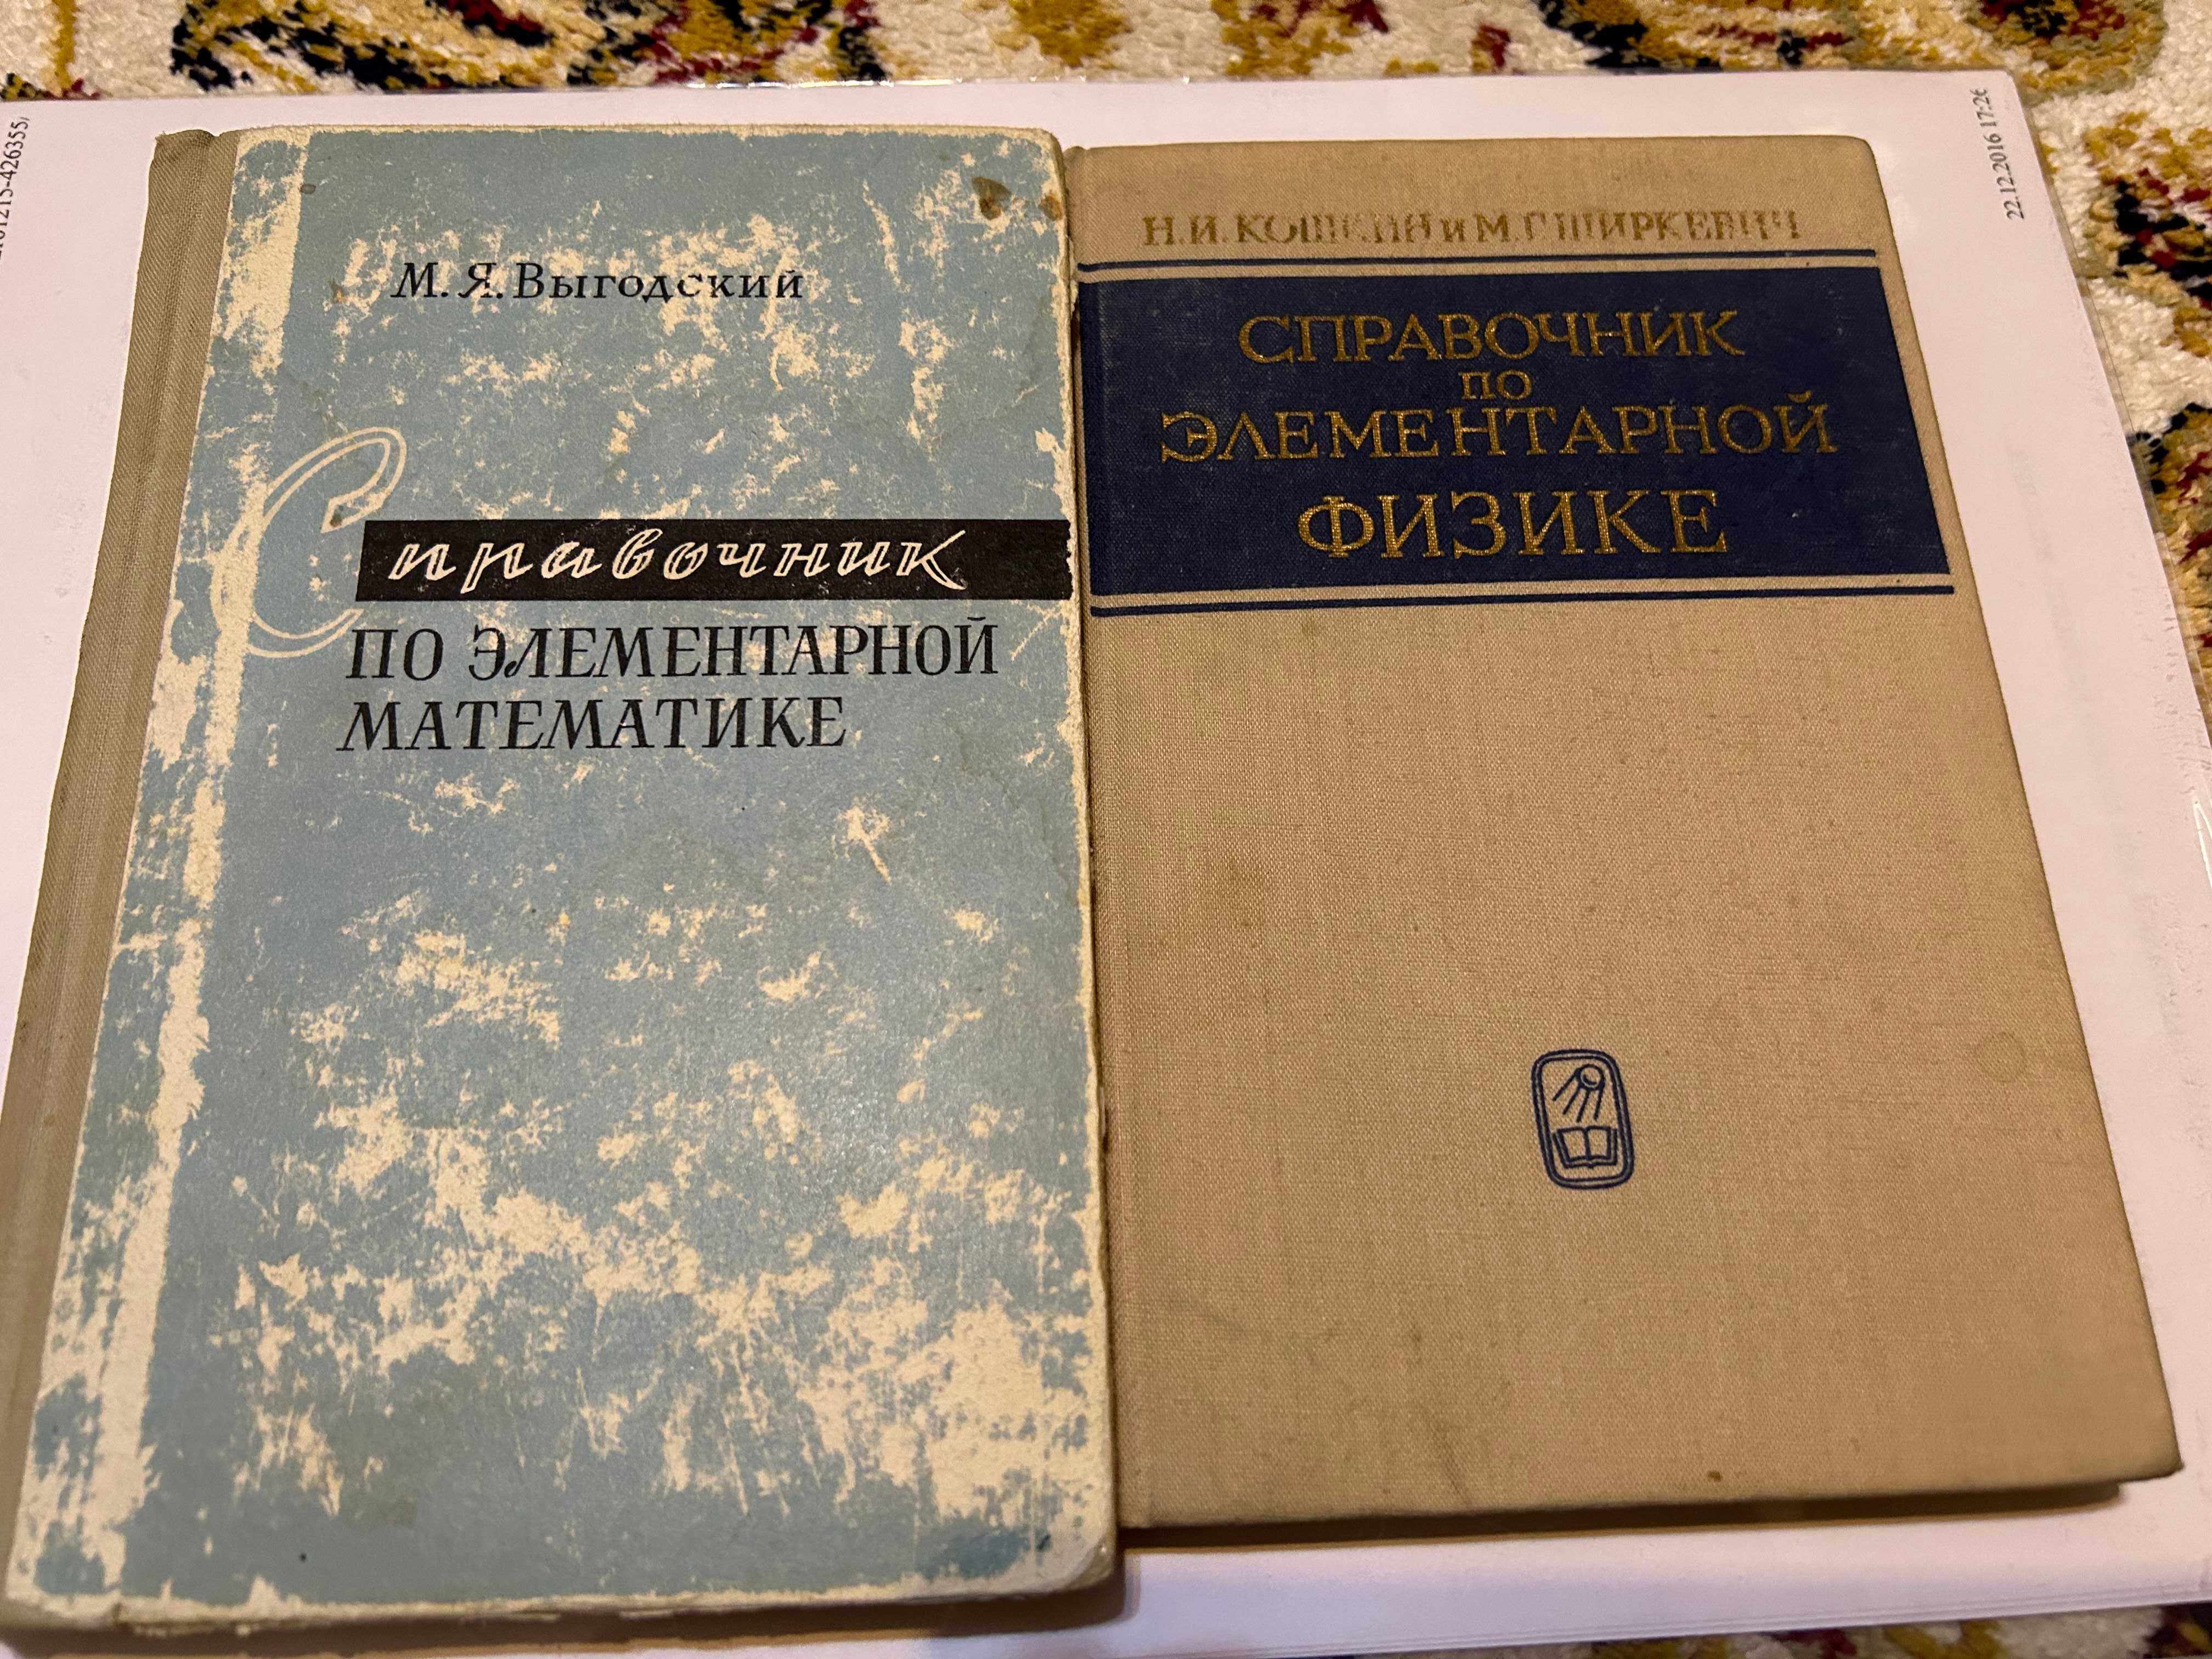 М. Я. Выгодский
Справочник
ПО ЭЛЕМЕНТАРНОЙ
МАТЕМАТИКЕ
Н. И. КОШКИН и М. Г. ШИРКЕВИЧ
СПРАВОЧНИК
ПО
ЭЛЕМЕНТАРНОЙ
ФИЗИКЕ
22.12.2016 17:26